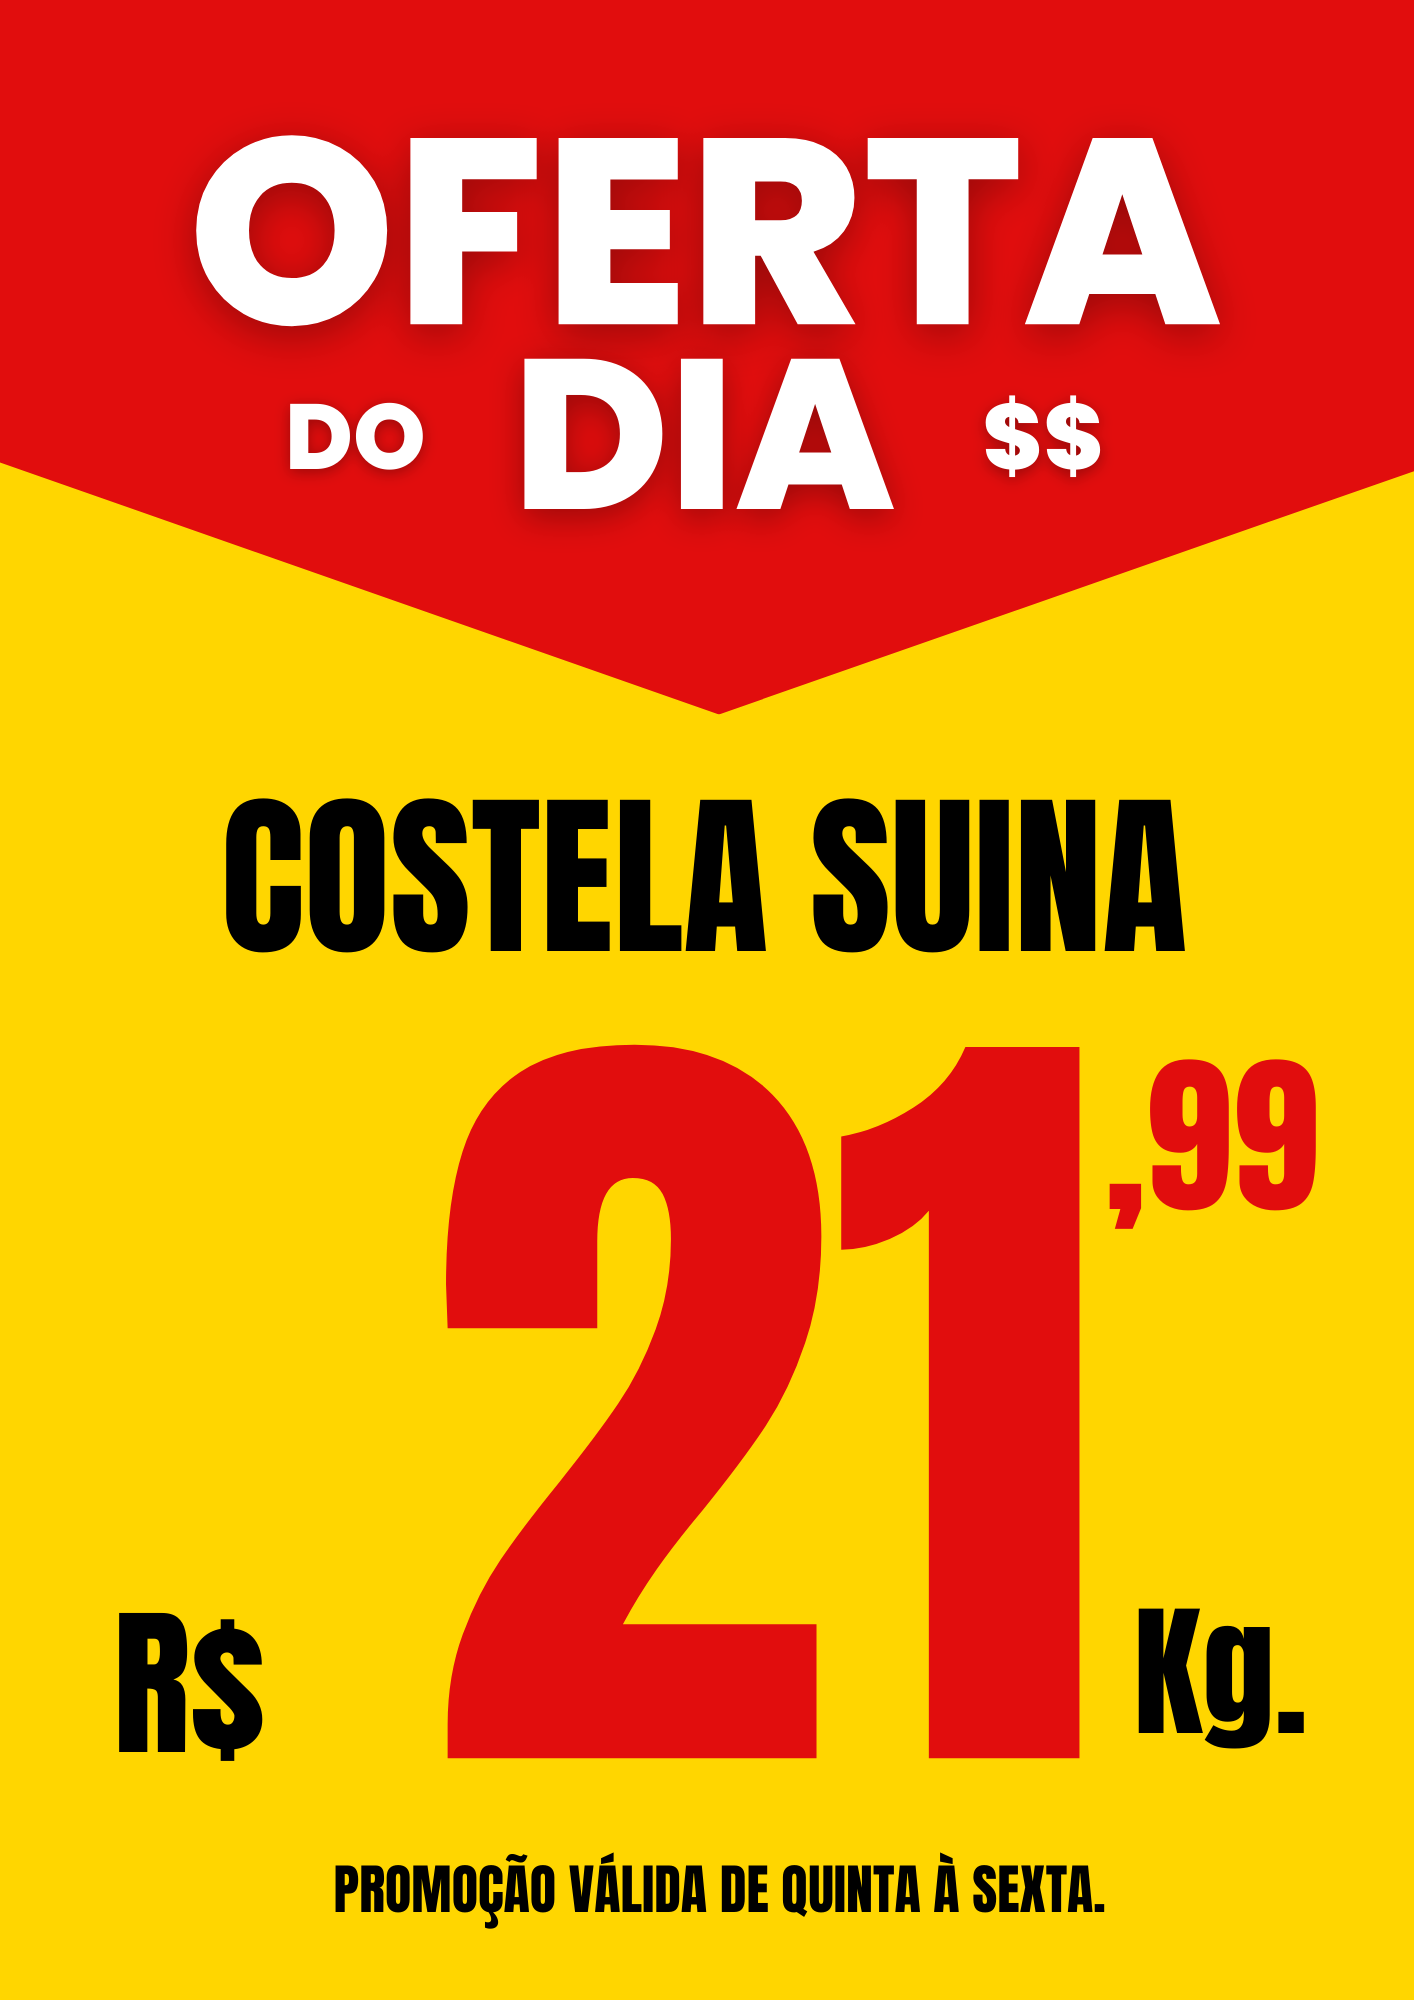 OFERTA
DO DIA $$
COSTELA SUINA
R$ 21,99 Kg.
PROMOÇÃO VÁLIDA DE QUINTA À SEXTA.